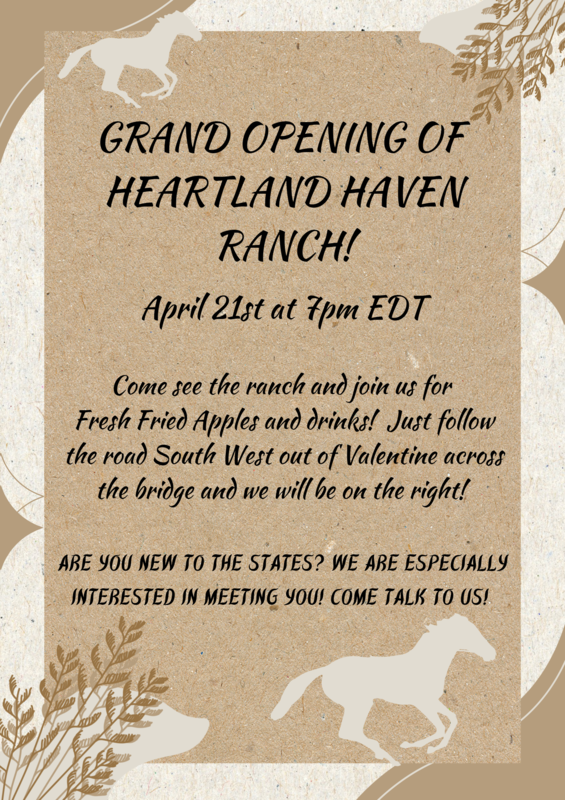 GRAND OPENING OF
HEARTLAND HAVEN
RANCH!
April 21st at 7pm EDT
Come see the ranch and join us for
Fresh Fried Apples and drinks! Just follow
the road South West out of Valentine across
the bridge and we will be on the right!
ARE YOU NEW TO THE STATES? WE ARE ESPECIALLY
INTERESTED IN MEETING YOU! COME TALK TO US!